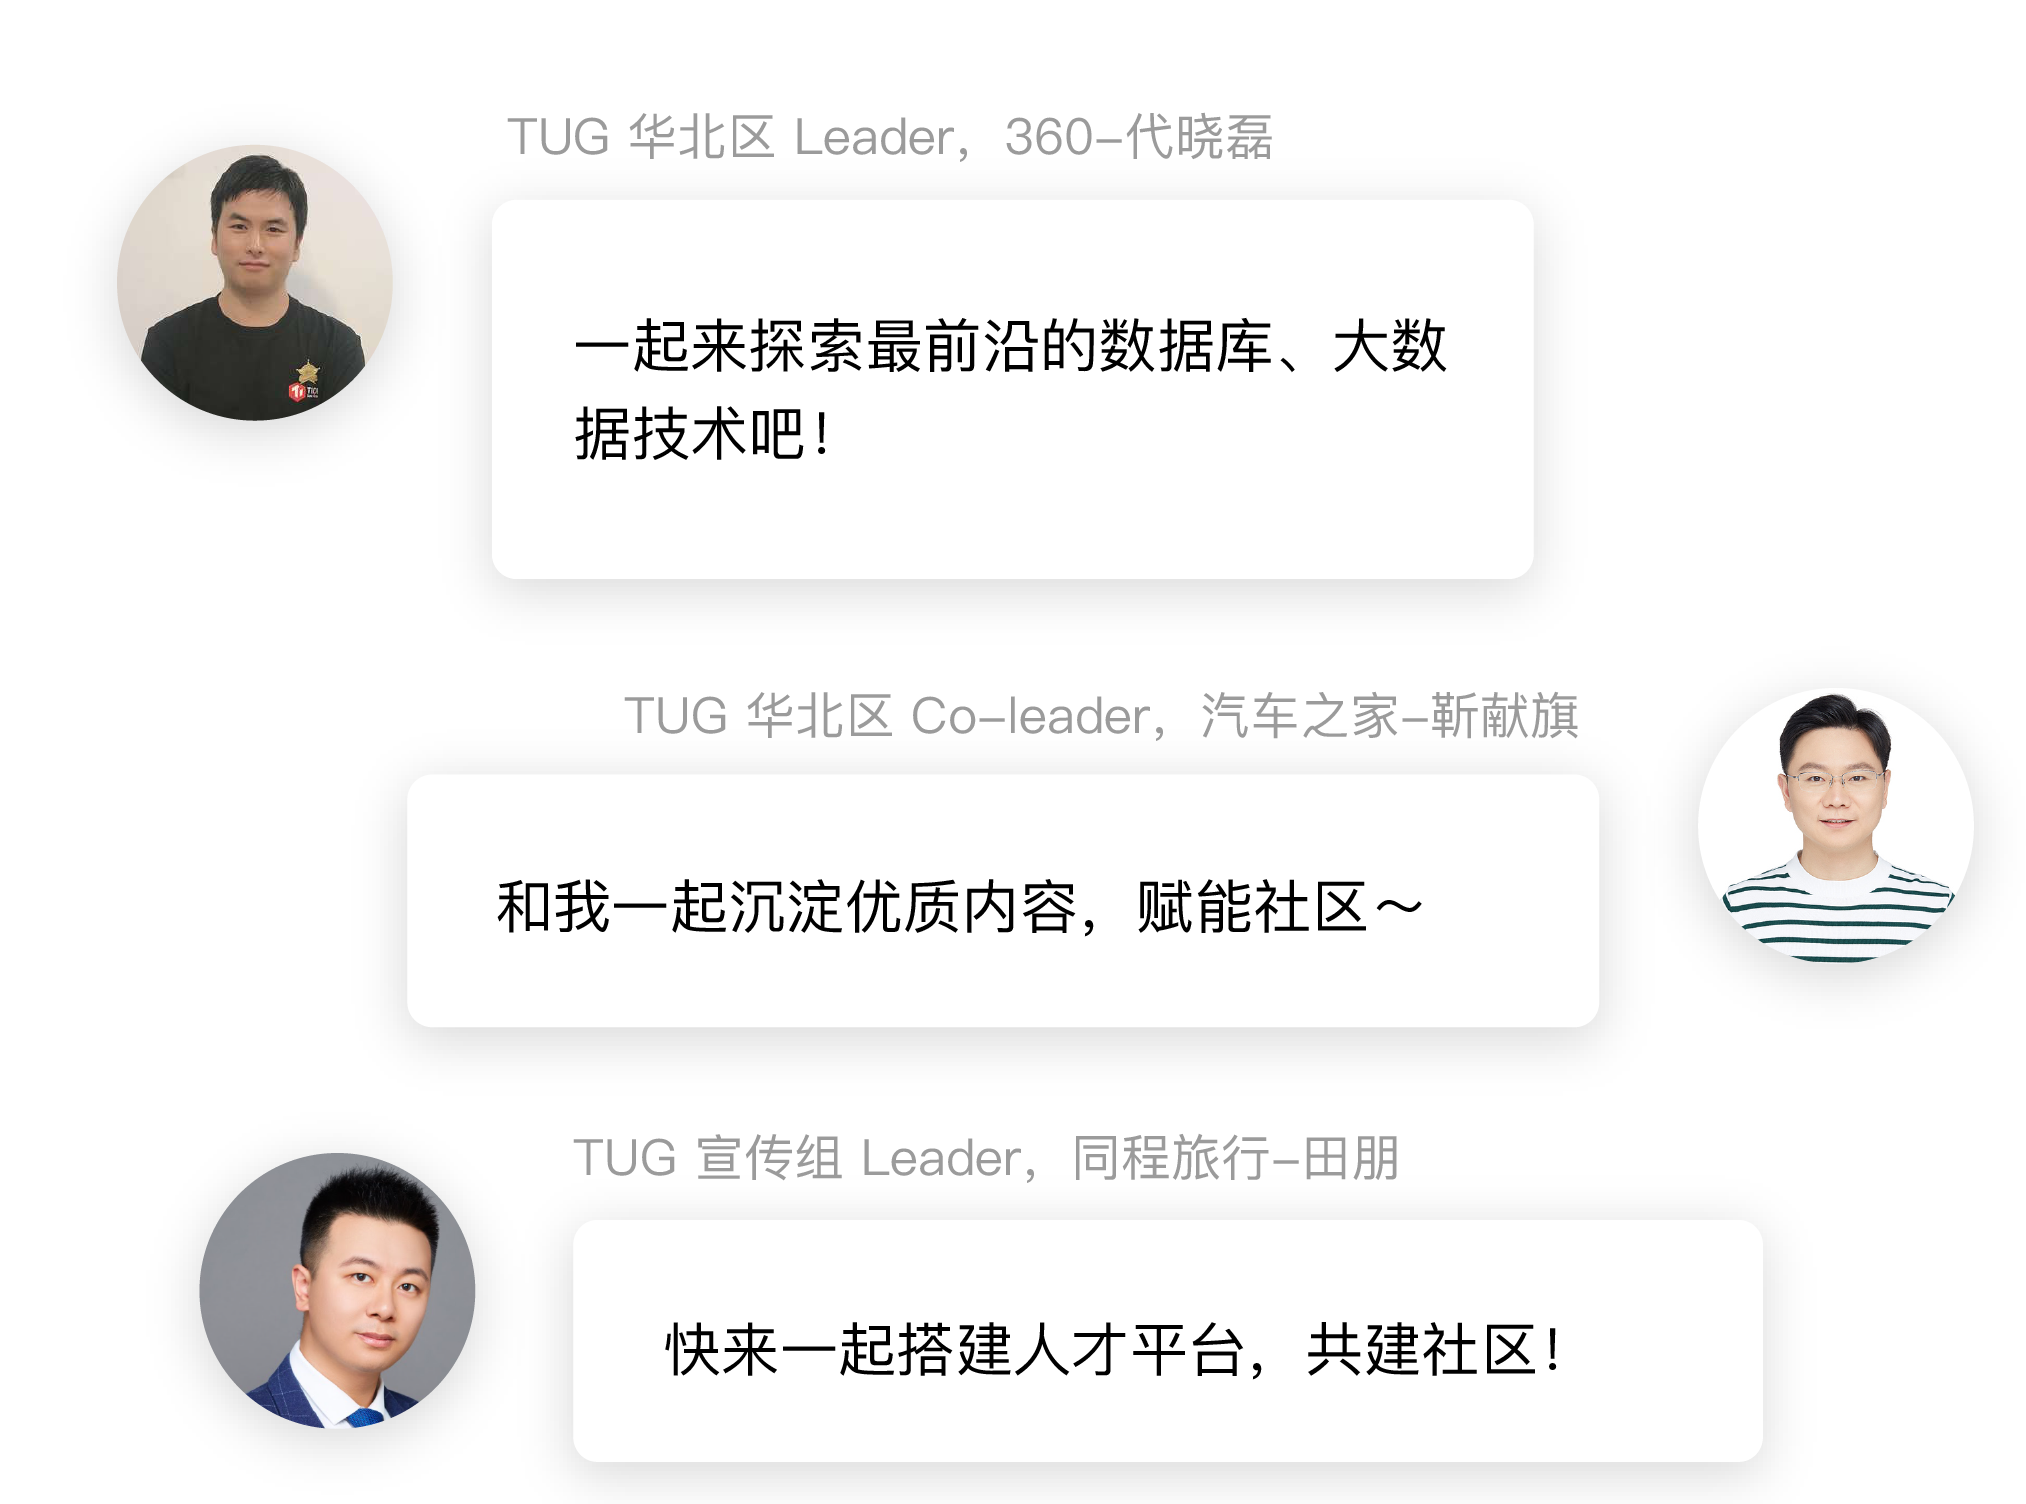 TUG 华北区 Leader，360-代晓磊
一起来探索最前沿的数据库、大数
据技术吧！
TUG 华北区 Co-leader，汽车之家-靳献旗
和我一起沉淀优质内容，赋能社区～
TUG 宣传组 Leader，同程旅行-田朋
快来一起搭建人才平台，共建社区！